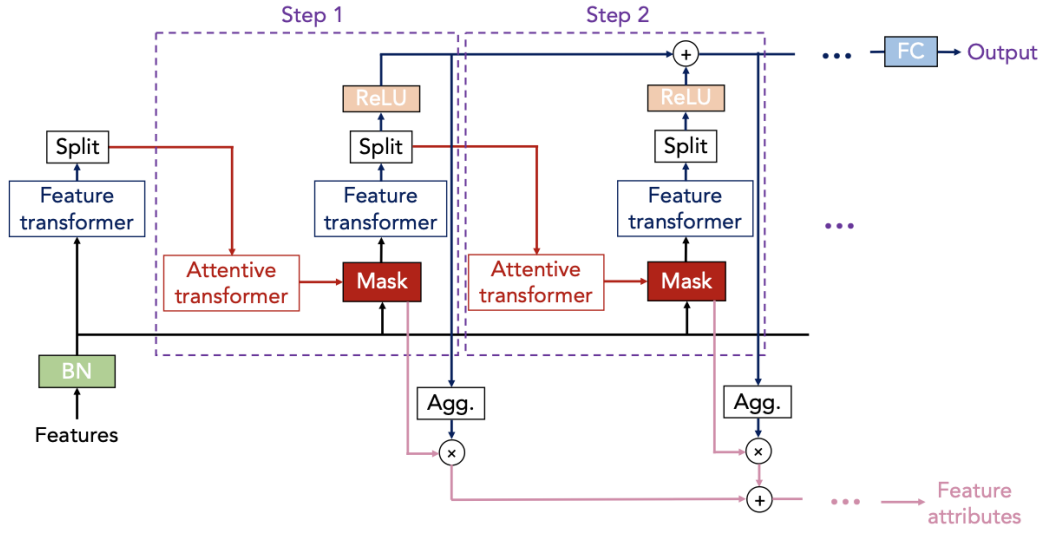 Step 1
Step 2
FC
Output
ReLU
ReLU
Split
Split
Split
Feature
transformer
Feature
transformer
Feature
transformer
Attentive
transformer
Mask
Attentive
transformer
Mask
BN
Features
Agg.
Agg.
Feature
attributes